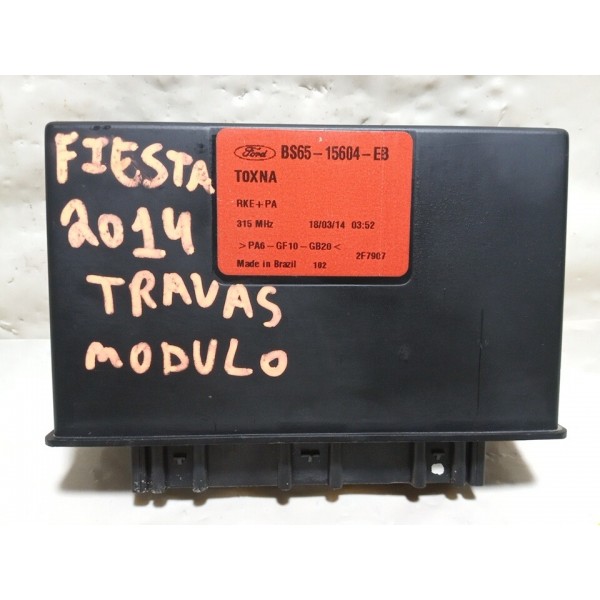 FIESTA
2014
TRAVAS
MODULO
Ford BS65-15604-EB
TOXNA
RKE+PA
315 MHz 18/03/14 03:52
>PA6-GF10-GB20<
2F7907
Made in Brazil 182